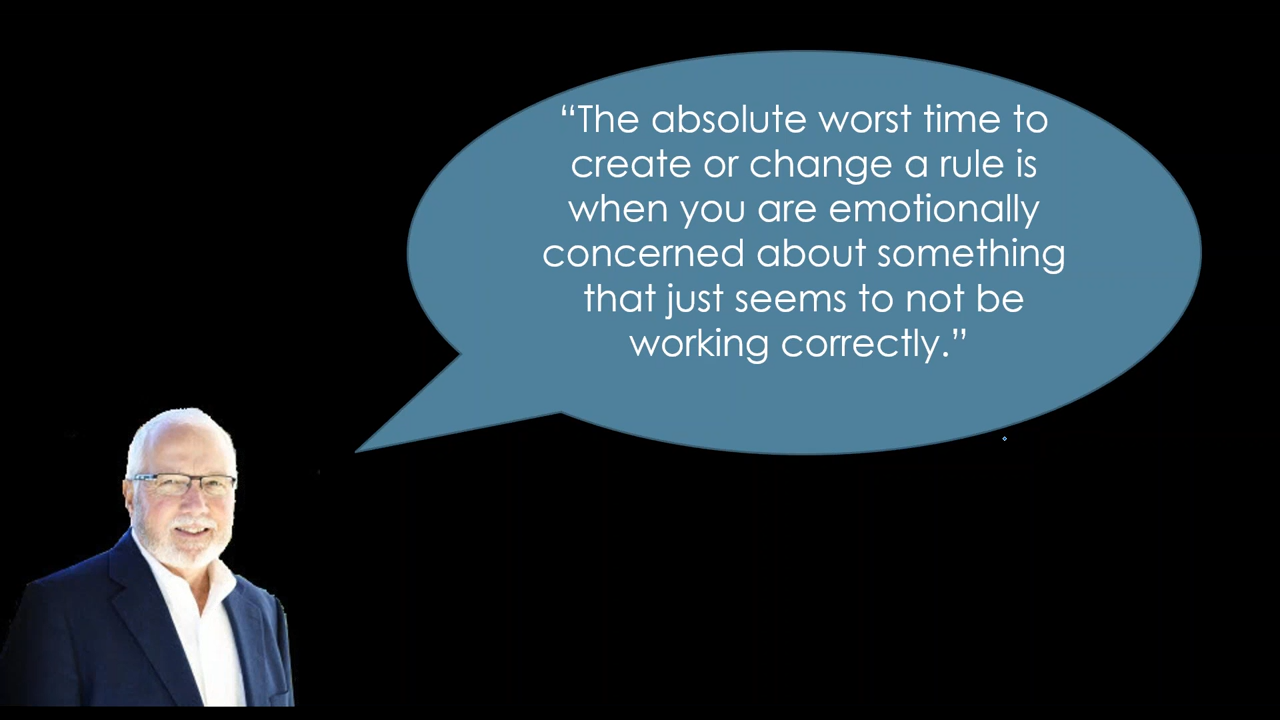 “The absolute worst time to
create or change a rule is
when you are emotionally
concerned about something
that just seems to not be
working correctly.”